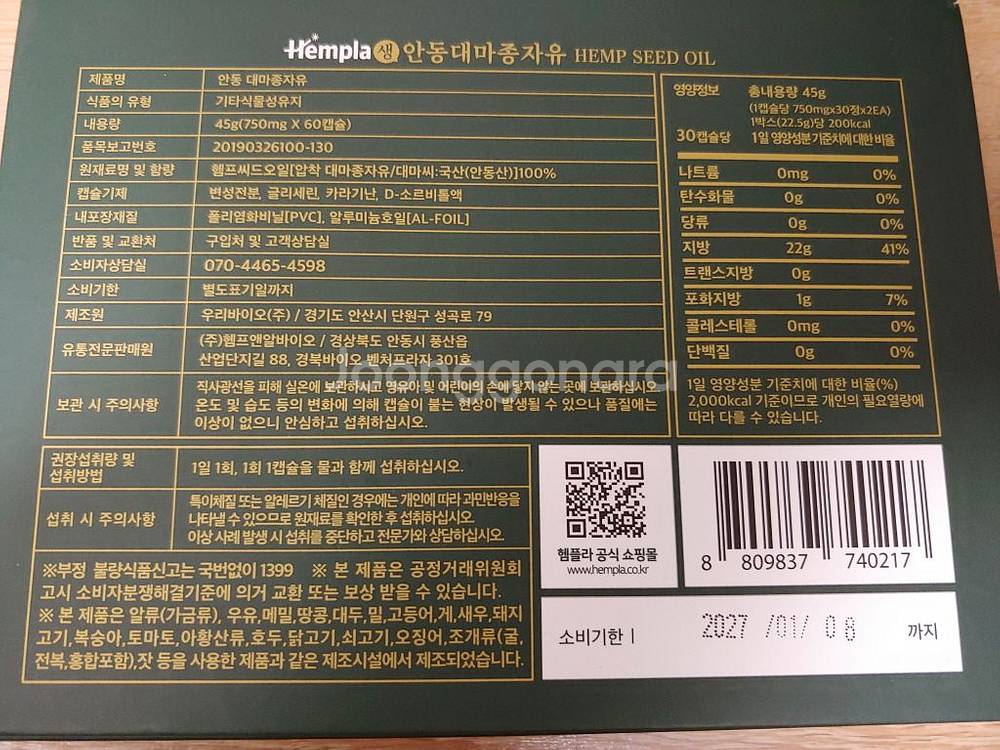 Hempla 생 안동대마종자유 HEMP SEED OIL
제품명 안동 대마종자유
식품의 유형 기타식물성유지
내용량 45g(750mg X 60캡슐)
품목보고번호 20190326100-130
원재료명 및 함량 헴프씨드오일[압착 대마종자유/대마씨:국산(안동산)]100%
캡슐기제 변성전분, 글리세린, 카라기난, D-소르비톨액
내포장재질 폴리염화비닐[PVC], 알루미늄호일[AL-FOIL]
반품 및 교환처 구입처 및 고객상담실
소비자상담실 070-4465-4598
소비기한 별도표기일까지
제조원 우리바이오(주) / 경기도 안산시 단원구 성곡로 79
유통전문판매원 (주)헴프앤알바이오 / 경상북도 안동시 풍산읍
산업단지길 88, 경북바이오 벤처프라자 301호
보관 시 주의사항 직사광선을 피해 실온에 보관하시고 영유아 및 어린이의 손에 닿지 않는 곳에 보관하십시오.
온도 및 습도 등의 변화에 의해 캡슐이 붙는 현상이 발생될 수 있으나 품질에는
이상이 없으니 안심하고 섭취하십시오.
영양정보 총내용량 45g
(1캡슐당 750mgx30정x2EA)
1박스(22.5g)당 200kcal
30캡슐당 1일 영양성분 기준치에 대한 비율
나트륨 0mg 0%
탄수화물 0g 0%
당류 0g 0%
지방 22g 41%
트랜스지방 0g
포화지방 1g 7%
콜레스테롤 0mg 0%
단백질 0g 0%
1일 영양성분 기준치에 대한 비율(%)
2,000kcal 기준이므로 개인의 필요열량에
따라 다를 수 있습니다.
Joonggonara
권장섭취량 및
섭취방법
1일 1회, 1회 1캡슐을 물과 함께 섭취하십시오.
섭취 시 주의사항 특이체질 또는 알레르기 체질인 경우에는 개인에 따라 과민반응을
나타낼 수 있으므로 원재료를 확인한 후 섭취하십시오.
이상 사례 발생 시 섭취를 중단하고 전문가와 상담하십시오.
※부정 불량식품신고는 국번없이 1399 ※ 본 제품은 공정거래위원회
고시 소비자분쟁해결기준에 의거 교환 또는 보상 받을 수 있습니다.
※ 본 제품은 알류(가금류), 우유,메밀,땅콩,대두,밀,고등어,게,새우,돼지
고기,복숭아,토마토,아황산류,호두,닭고기,쇠고기,오징어,조개류(굴,
전복,홍합포함),잣 등을 사용한 제품과 같은 제조시설에서 제조되었습니다.
헴플라 공식 쇼핑몰
www.hempla.co.kr
8 809837 740217
소비기한 | 2027 /01/ 08 까지